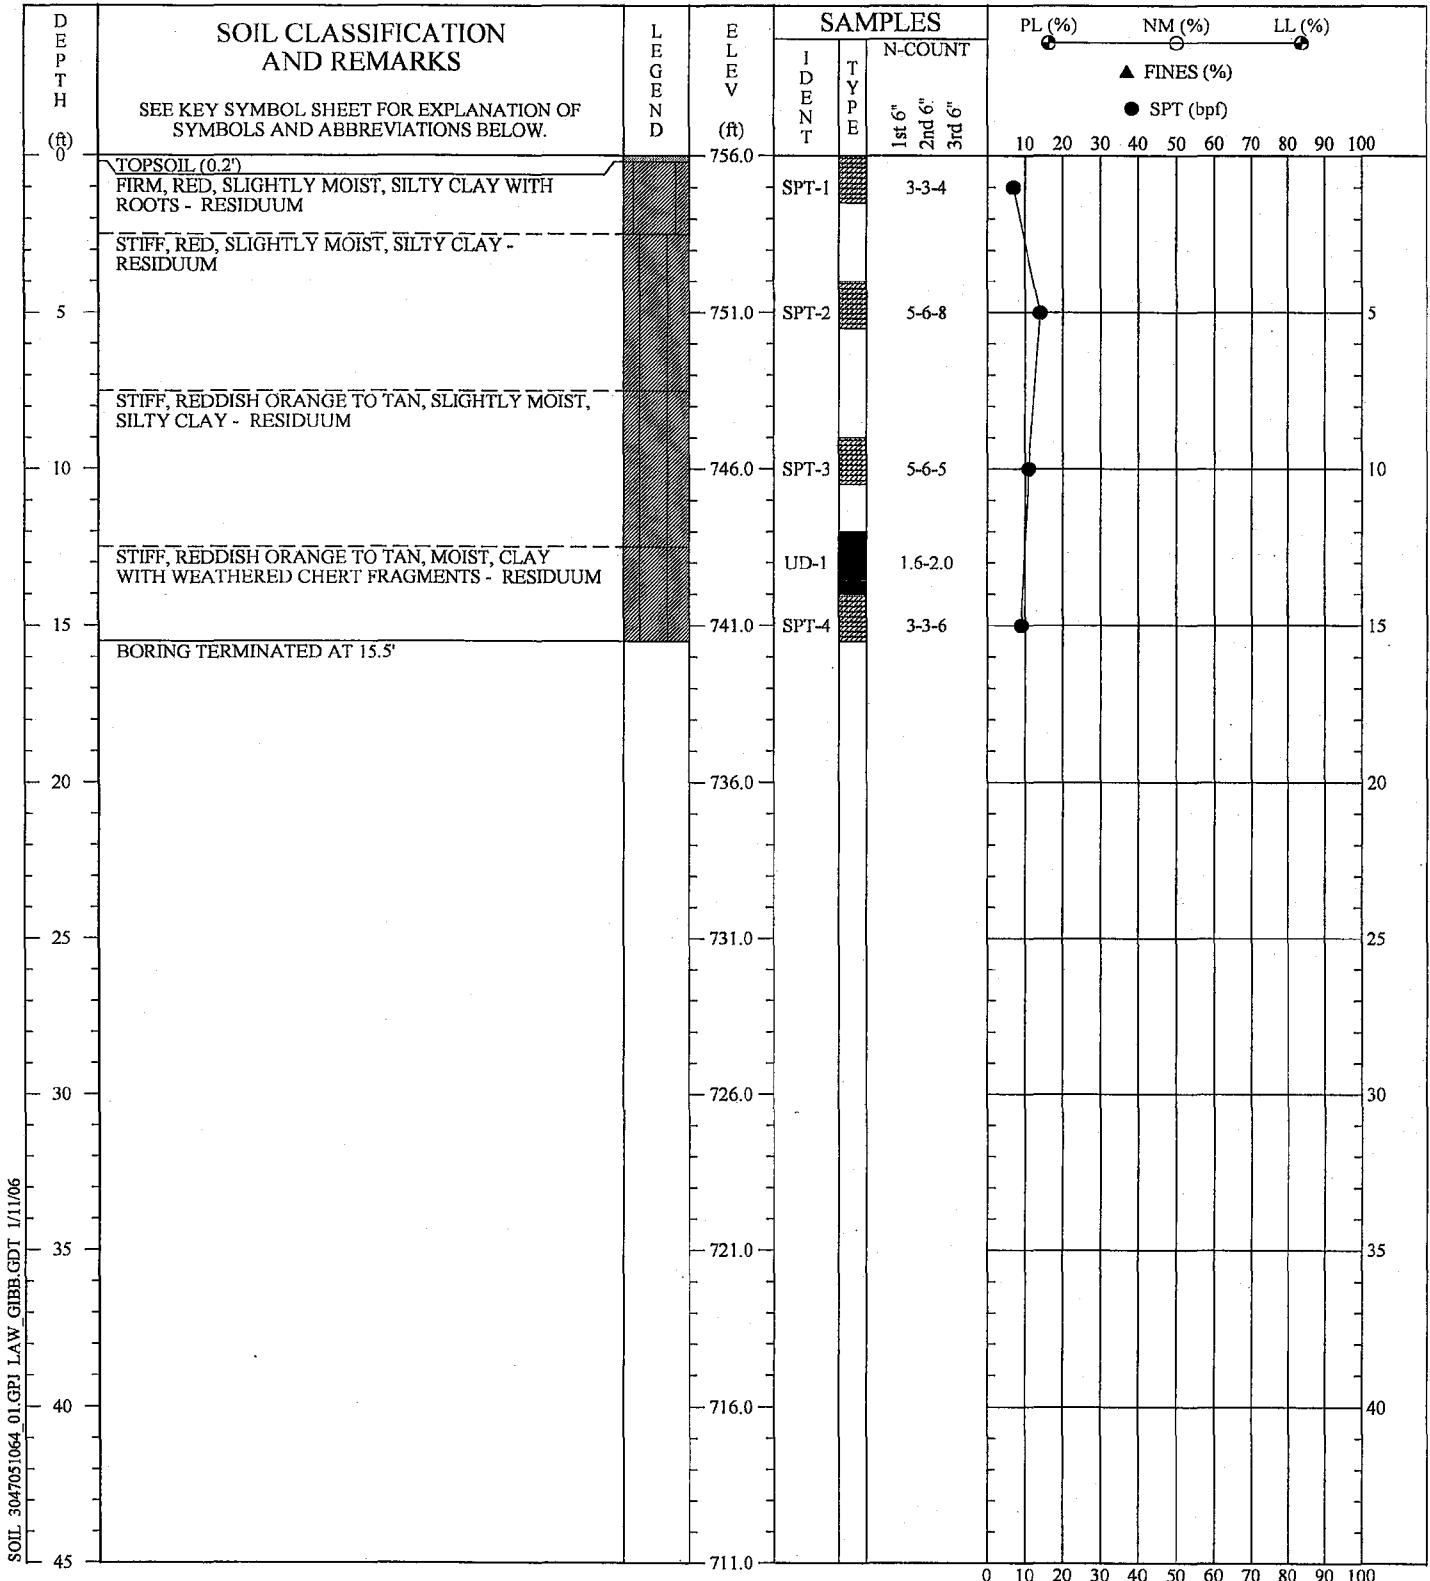 DEPTH
(ft)
SOIL CLASSIFICATION
AND REMARKS
SEE KEY SYMBOL SHEET FOR EXPLANATION OF
SYMBOLS AND ABBREVIATIONS BELOW.
LEGEND
ELEV
(ft)
SAMPLES
IDENT
TYPE
N-COUNT
1st 6"
2nd 6"
3rd 6"
PL (%) NM (%) LL (%)
▲ FINES (%)
● SPT (bpf)
10 20 30 40 50 60 70 80 90 100
0 756.0
TOPSOIL (0.2')
FIRM, RED, SLIGHTLY MOIST, SILTY CLAY WITH
ROOTS - RESIDUUM
SPT-1 3-3-4
STIFF, RED, SLIGHTLY MOIST, SILTY CLAY -
RESIDUUM
5 751.0 SPT-2 5-6-8 5
STIFF, REDDISH ORANGE TO TAN, SLIGHTLY MOIST,
SILTY CLAY - RESIDUUM
10 746.0 SPT-3 5-6-5 10
STIFF, REDDISH ORANGE TO TAN, MOIST, CLAY
WITH WEATHERED CHERT FRAGMENTS - RESIDUUM
UD-1 1.6-2.0
15 741.0 SPT-4 3-3-6 15
BORING TERMINATED AT 15.5'
20 736.0 20
25 731.0 25
30 726.0 30
35 721.0 35
40 716.0 40
45 711.0
0 10 20 30 40 50 60 70 80 90 100
SOIL 3047051064_01.GPJ LAW_GIBB.GDT 1/11/06